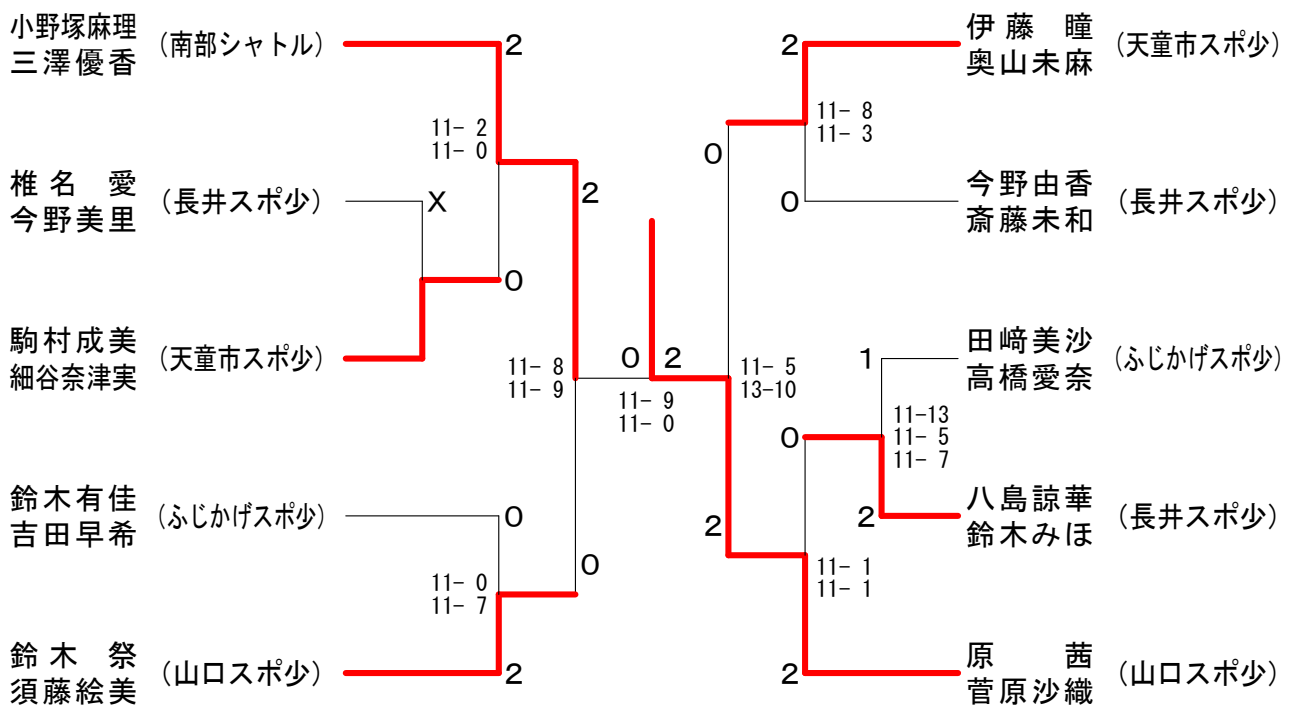 小野塚麻理
三澤優香
(南部シャトル)
2
11- 2
11- 0
椎名　愛
今野美里
(長井スポ少)
X
2
0
駒村成美
細谷奈津実
(天童市スポ少)
11- 8
11- 9
鈴木有佳
吉田早希
(ふじかげスポ少)
0
0
11- 0
11- 7
鈴木　祭
須藤絵美
(山口スポ少)
2
0
2
11- 9
11- 0
2
伊藤　瞳
奥山未麻
(天童市スポ少)
11- 8
11- 3
0
0
今野由香
斎藤未和
(長井スポ少)
11- 5
13-10
1
田﨑美沙
高橋愛奈
(ふじかげスポ少)
0
11-13
11- 5
11- 7
2
2
八島諒華
鈴木みほ
(長井スポ少)
11- 1
11- 1
2
原　茜
菅原沙織
(山口スポ少)